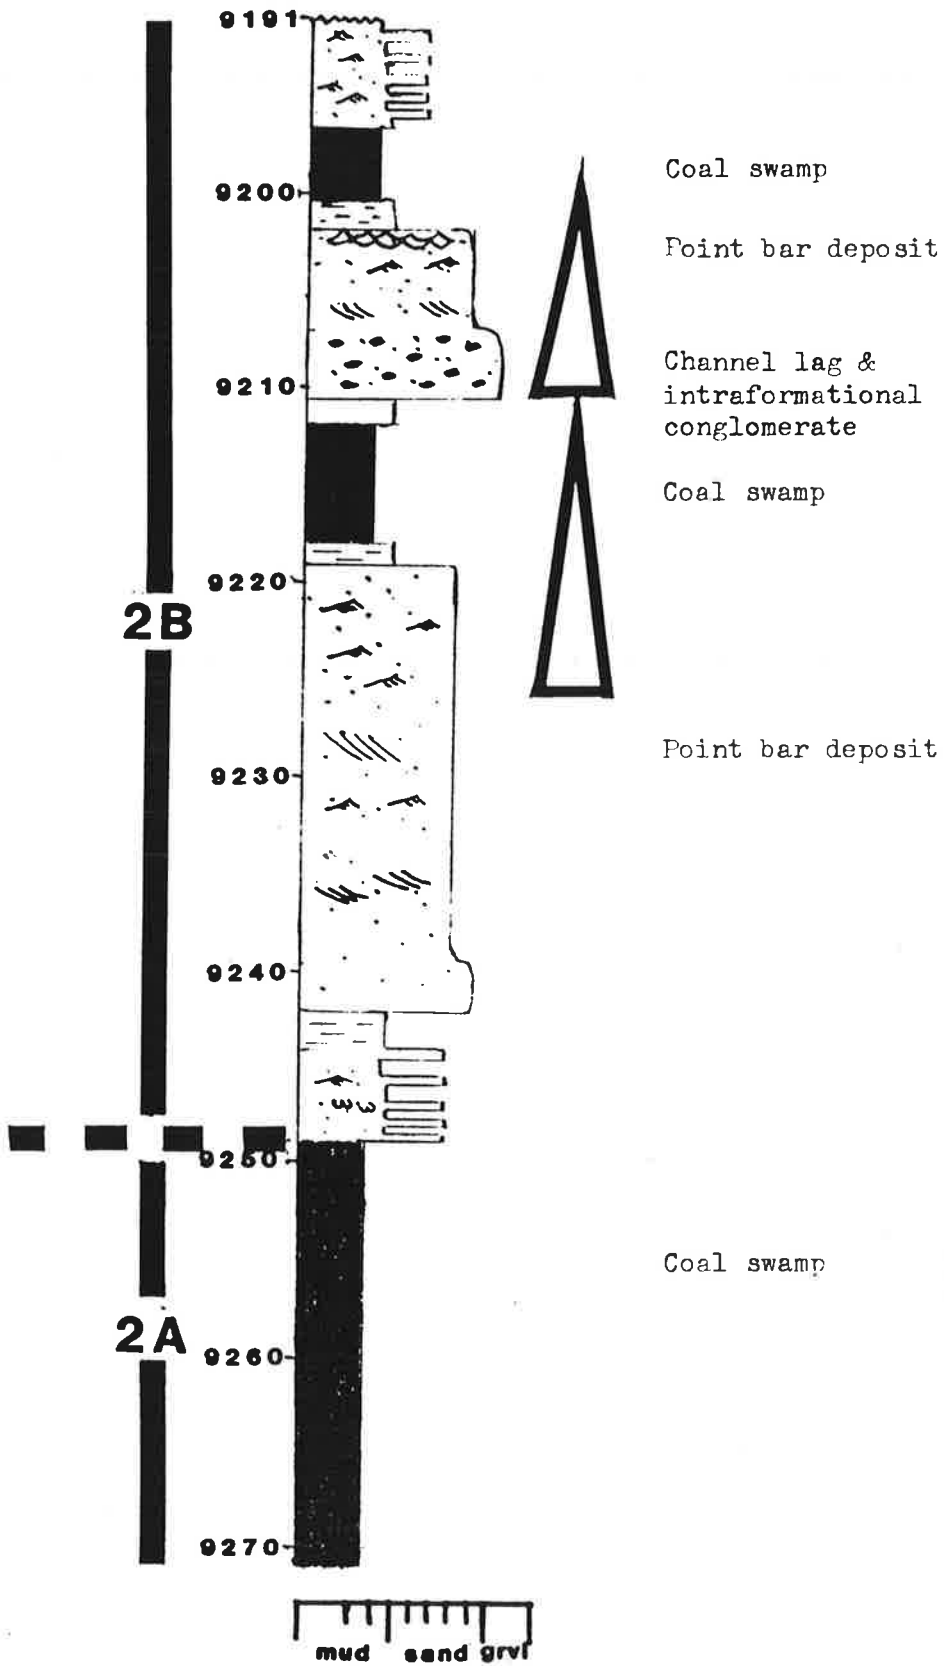 9191
Coal swamp
9200
Point bar deposit
Channel lag &
9210
intraformational
conglomerate
Coal swamp
9220
2B
Point bar deposit
9230
9240
9250
Coal swamp
2A
9260
9270
mud sand grvl